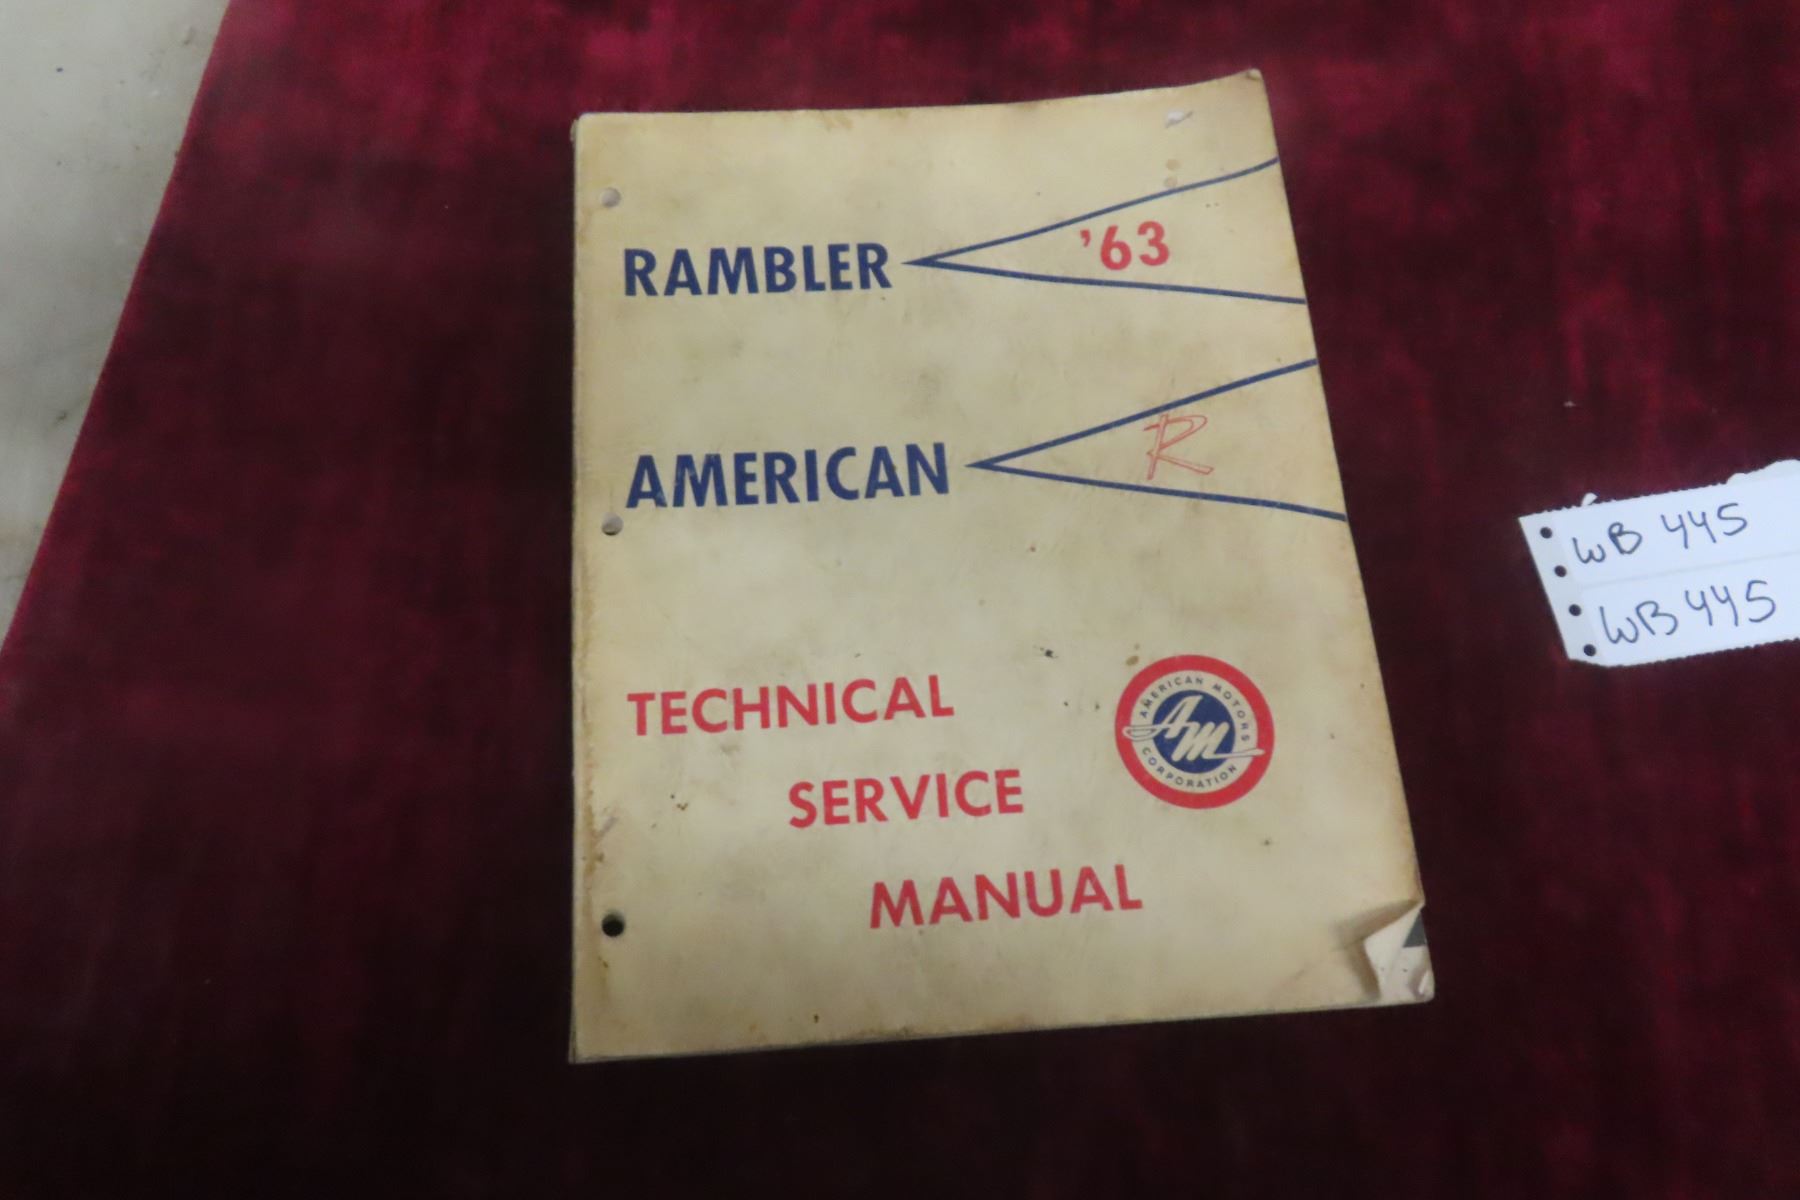 RAMBLER '63
AMERICAN R
TECHNICAL
SERVICE
MANUAL
AMERICAN MOTORS
AM
CORPORATION
WB 445
WB 445